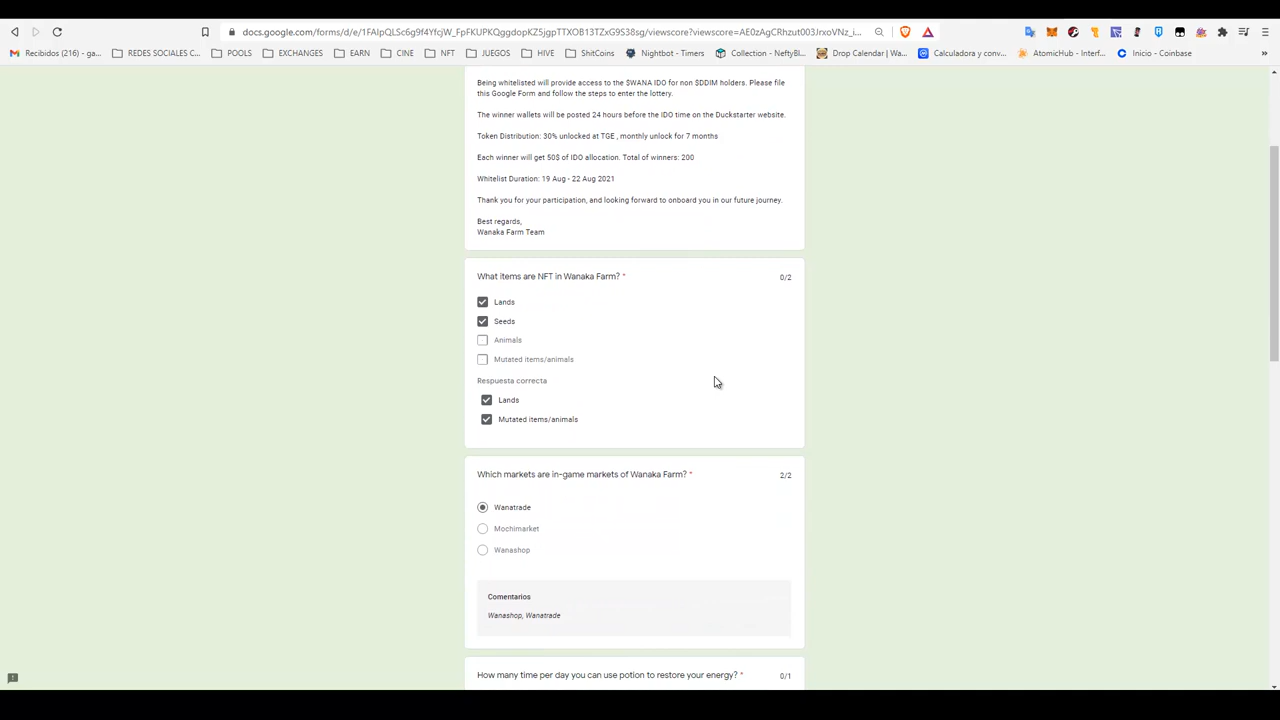 docs.google.com/forms/d/e/1FAIpQLSc6g9f4YfcjW_FpFKUPKQggdopKZ5jgpTTXOB13TZxG9S38sg/viewscore?viewscore=AE0zAgCRhzut003JrxoVNz_i...
Recibidos (216) - ga...
REDES SOCIALES C...
POOLS
EXCHANGES
EARN
CINE
NFT
JUEGOS
HIVE
ShitCoins
Nightbot - Timers
Collection - NeftyBl...
Drop Calendar | Wa...
Calculadora y conv...
AtomicHub - Interf...
Inicio - Coinbase
»
Being whitelisted will provide access to the $WANA IDO for non $DDIM holders. Please file
this Google Form and follow the steps to enter the lottery.
The winner wallets will be posted 24 hours before the IDO time on the Duckstarter website.
Token Distribution: 30% unlocked at TGE , monthly unlock for 7 months
Each winner will get 50$ of IDO allocation. Total of winners: 200
Whitelist Duration: 19 Aug - 22 Aug 2021
Thank you for your participation, and looking forward to onboard you in our future journey.
Best regards,
Wanaka Farm Team
What items are NFT in Wanaka Farm? * 0/2
Lands
Seeds
Animals
Mutated items/animals
Respuesta correcta
Lands
Mutated items/animals
Which markets are in-game markets of Wanaka Farm? * 2/2
Wanatrade
Mochimarket
Wanashop
Comentarios
Wanashop, Wanatrade
How many time per day you can use potion to restore your energy? * 0/1